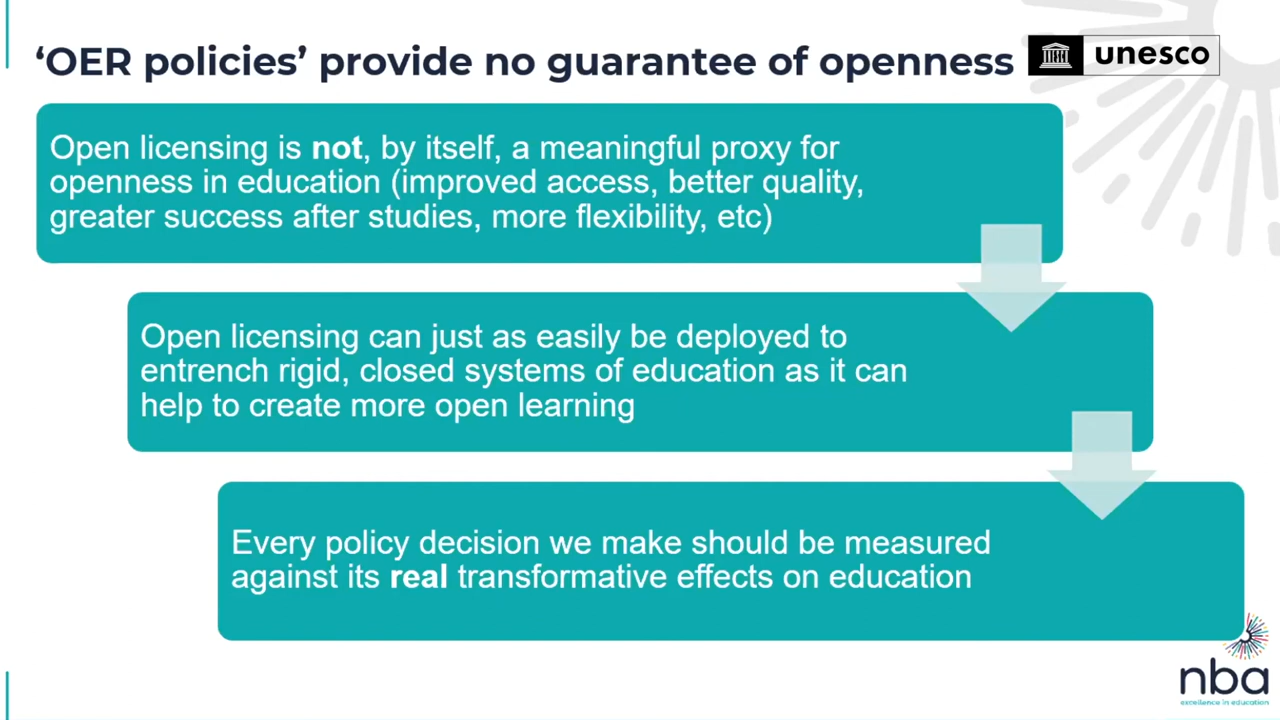 ‘OER policies’ provide no guarantee of openness
unesco
Open licensing is not, by itself, a meaningful proxy for
openness in education (improved access, better quality,
greater success after studies, more flexibility, etc)
Open licensing can just as easily be deployed to
entrench rigid, closed systems of education as it can
help to create more open learning
Every policy decision we make should be measured
against its real transformative effects on education
nba
excellence in education